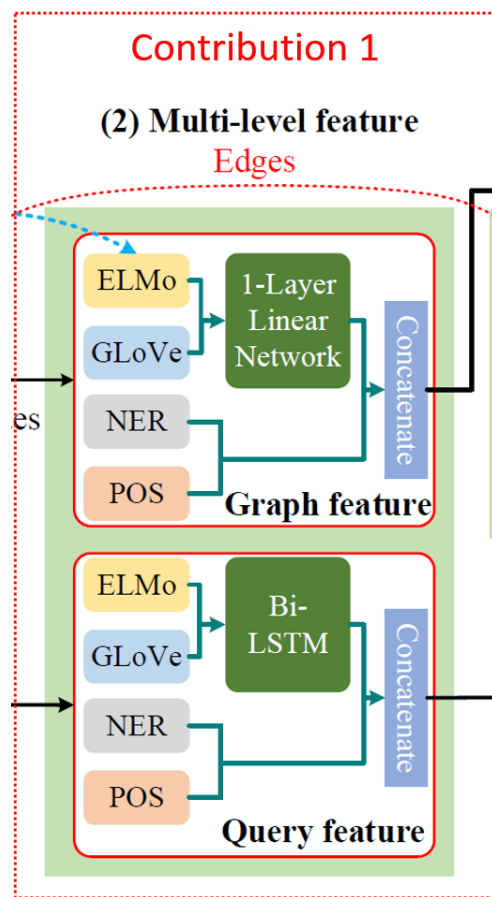 Contribution 1
(2) Multi-level feature
Edges
ELMo
GLoVe
NER
POS
1-Layer
Linear
Network
Concatenate
Graph feature
ELMo
GLoVe
NER
POS
Bi-
LSTM
Concatenate
Query feature